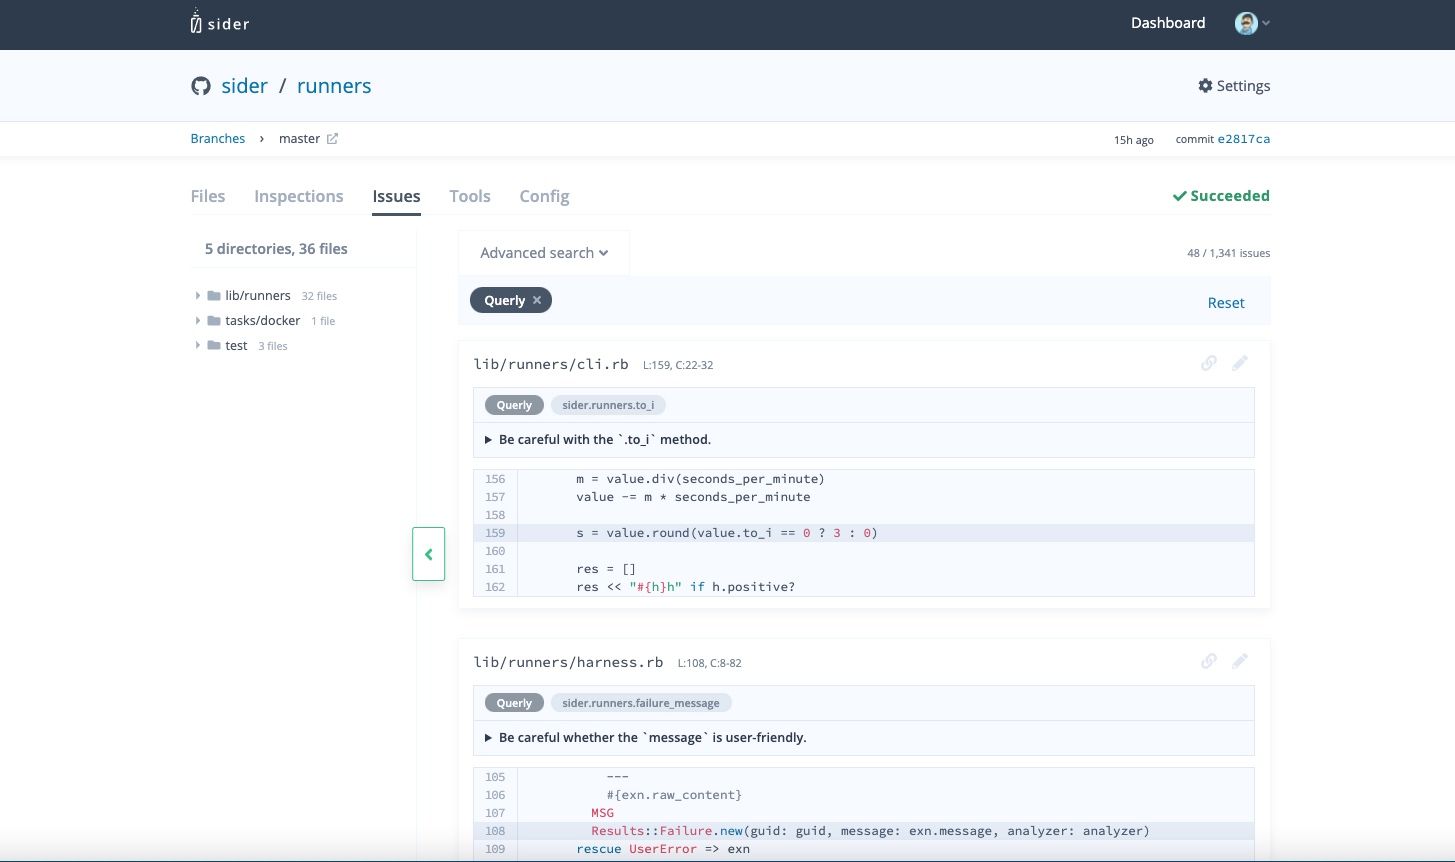 sider
Dashboard
sider / runners
Settings
Branches › master
15h ago commit e2817ca
Files Inspections Issues Tools Config
Succeeded
5 directories, 36 files
lib/runners 32 files
tasks/docker 1 file
test 3 files
Advanced search
48 / 1,341 issues
Querly ×
Reset
lib/runners/cli.rb L:159, C:22-32
Querly sider.runners.to_i
Be careful with the `.to_i` method.
156 m = value.div(seconds_per_minute)
157 value -= m * seconds_per_minute
158
159 s = value.round(value.to_i == 0 ? 3 : 0)
160
161 res = []
162 res << "#{h}h" if h.positive?
lib/runners/harness.rb L:108, C:8-82
Querly sider.runners.failure_message
Be careful whether the `message` is user-friendly.
105 ---
106 #{exn.raw_content}
107 MSG
108 Results::Failure.new(guid: guid, message: exn.message, analyzer: analyzer)
109 rescue UserError => exn